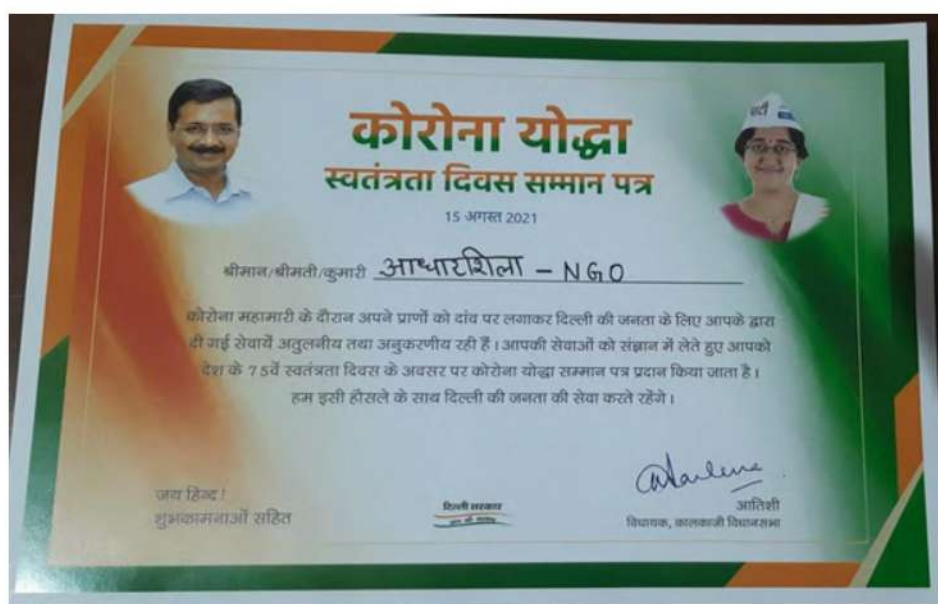 कोरोना योद्धा
स्वतंत्रता दिवस सम्मान पत्र
15 अगस्त 2021
श्रीमान/श्रीमती/कुमारी आधारशिला - NGO
कोरोना महामारी के दौरान अपने प्राणों को दांव पर लगाकर दिल्ली की जनता के लिए आपके द्वारा
दी गई सेवायें अतुलनीय तथा अनुकरणीय रही हैं। आपकी सेवाओं को संज्ञान में लेते हुए आपको
देश के 75वें स्वतंत्रता दिवस के अवसर पर कोरोना योद्धा सम्मान पत्र प्रदान किया जाता है।
हम इसी हौसले के साथ दिल्ली की जनता की सेवा करते रहेंगे।
जय हिन्द!
शुभकामनाओं सहित
दिल्ली सरकार
आप की सरकार
आतिशी
विधायक, कालकाजी विधानसभा